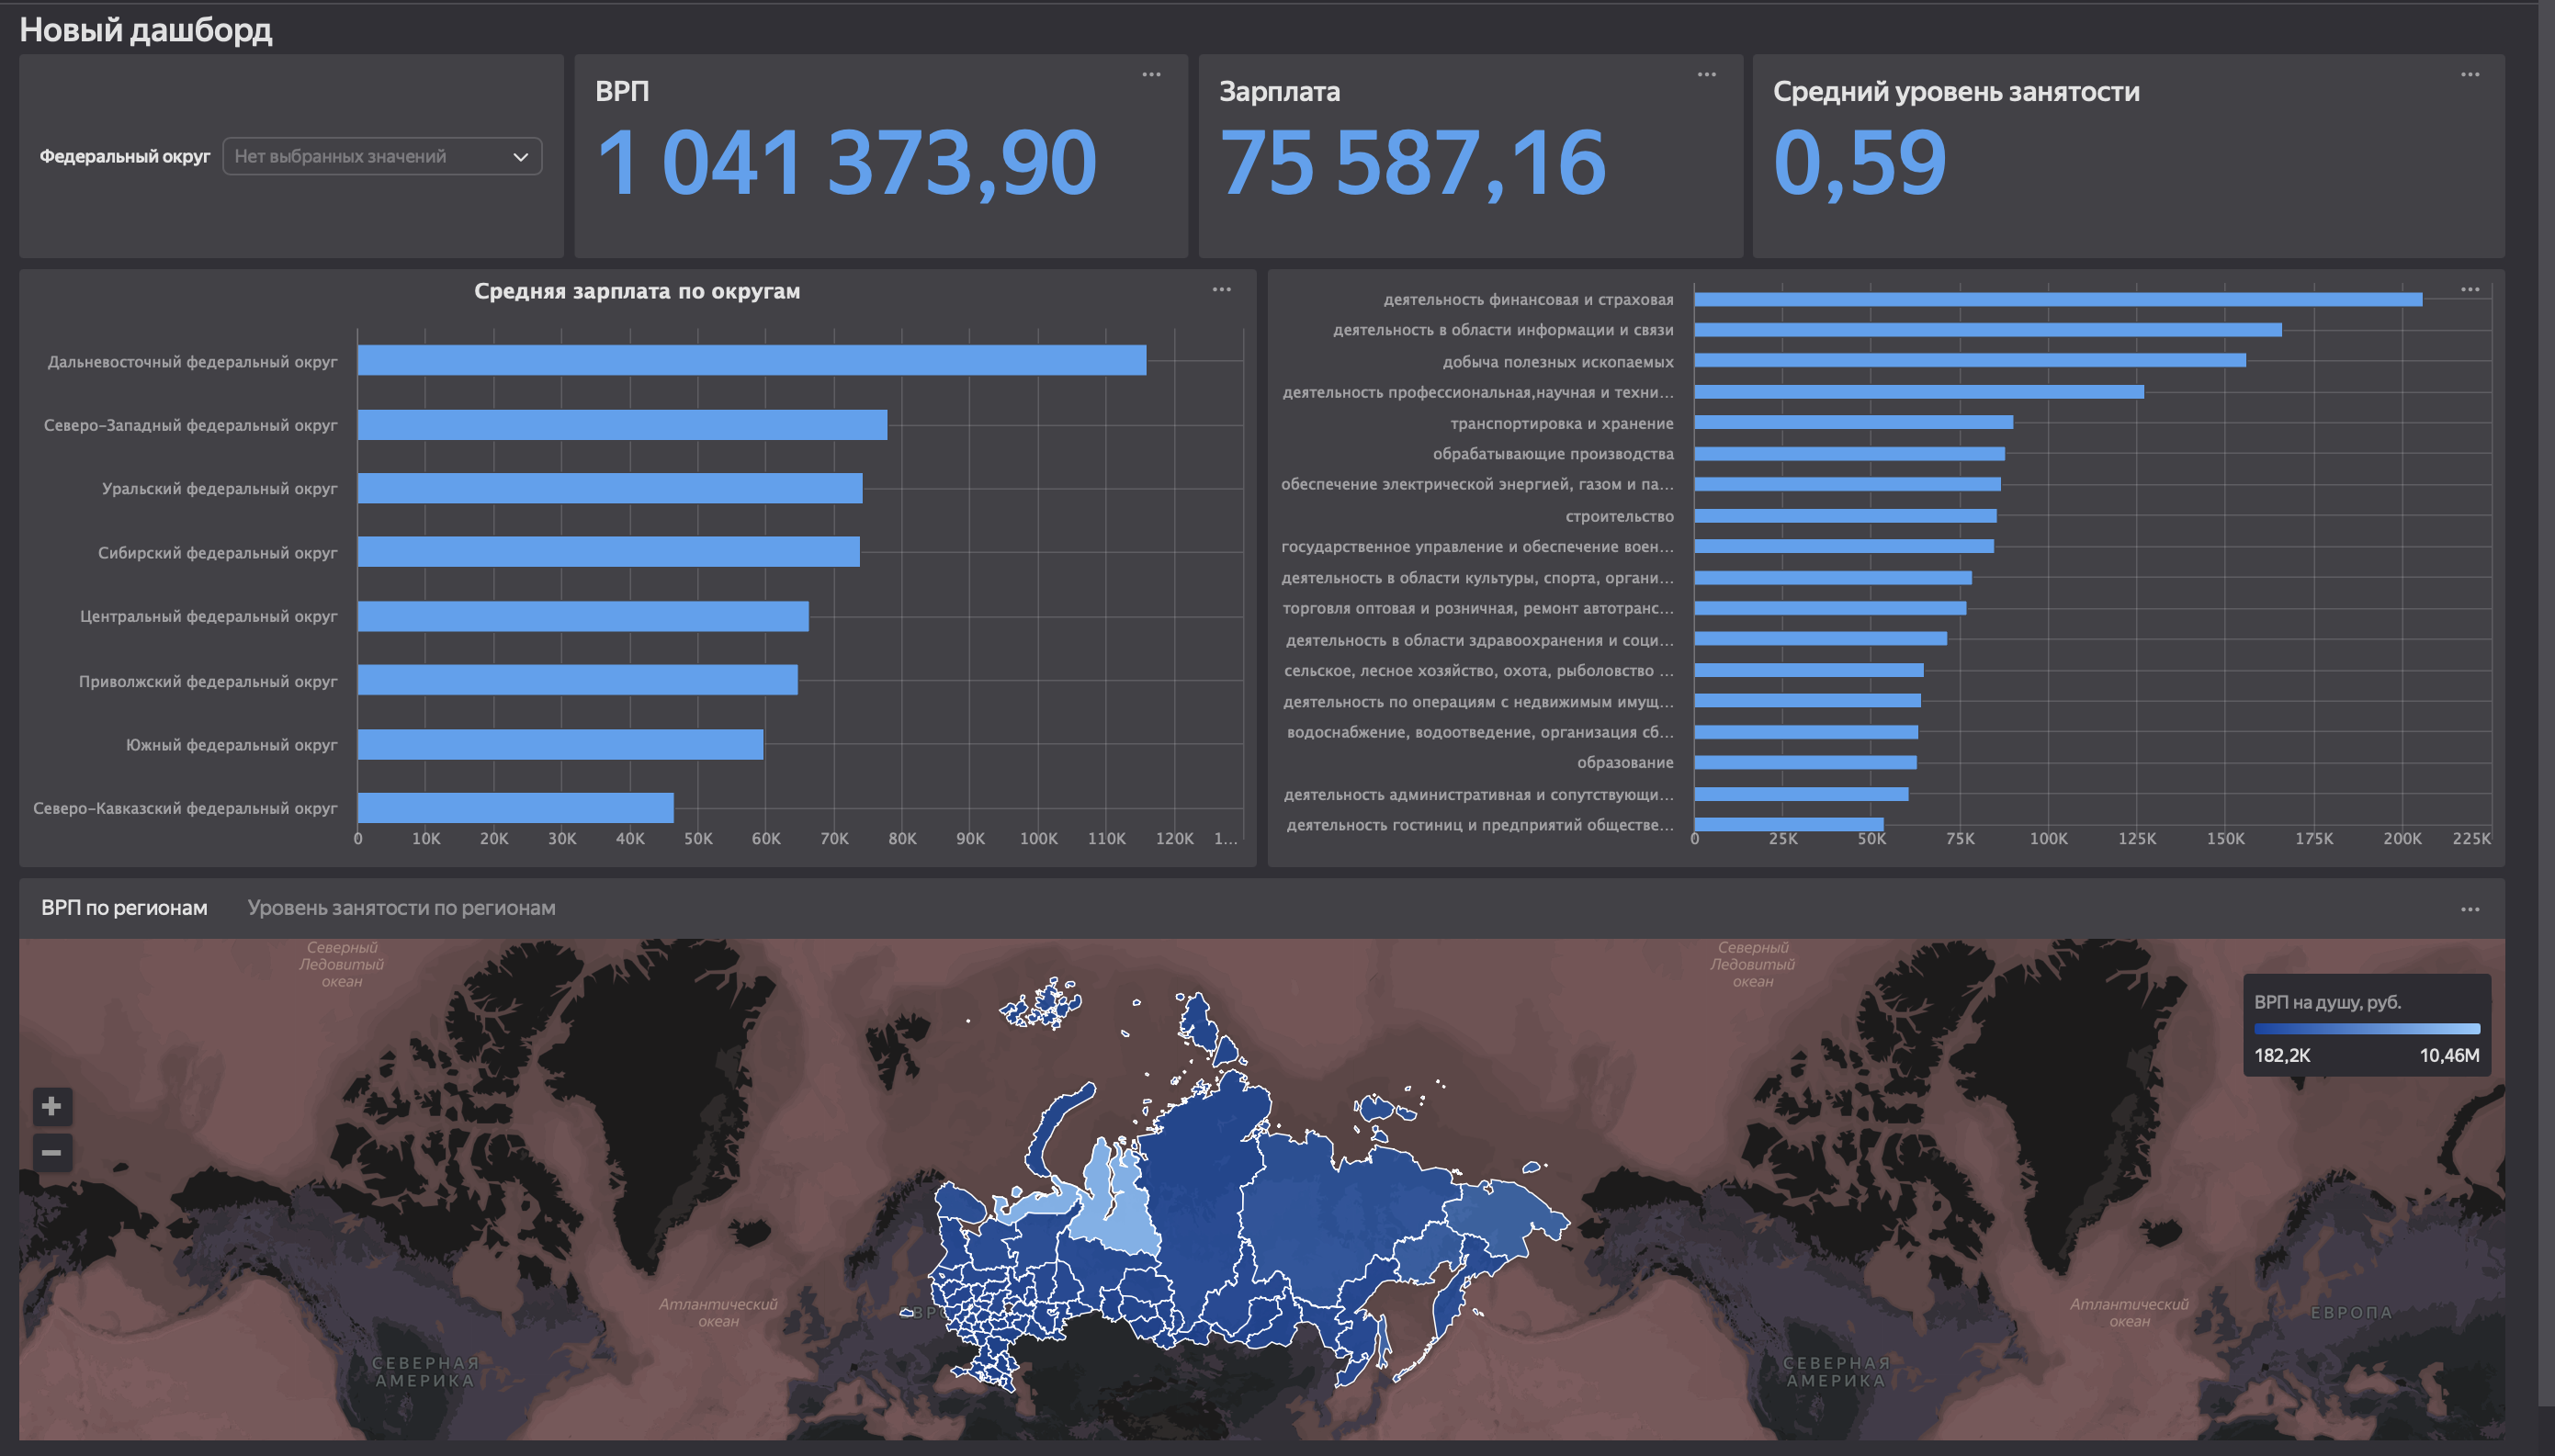 Новый дашборд
Федеральный округ
Нет выбранных значений
ВРП
1 041 373,90
Зарплата
75 587,16
Средний уровень занятости
0,59
Средняя зарплата по округам
Дальневосточный федеральный округ
Северо-Западный федеральный округ
Уральский федеральный округ
Сибирский федеральный округ
Центральный федеральный округ
Приволжский федеральный округ
Южный федеральный округ
Северо-Кавказский федеральный округ
0 10K 20K 30K 40K 50K 60K 70K 80K 90K 100K 110K 120K 1...
деятельность финансовая и страховая
деятельность в области информации и связи
добыча полезных ископаемых
деятельность профессиональная,научная и техни...
транспортировка и хранение
обрабатывающие производства
обеспечение электрической энергией, газом и па...
строительство
государственное управление и обеспечение воен...
деятельность в области культуры, спорта, органи...
торговля оптовая и розничная, ремонт автотранс...
деятельность в области здравоохранения и соци...
сельское, лесное хозяйство, охота, рыболовство ...
деятельность по операциям с недвижимым имущ...
водоснабжение, водоотведение, организация сб...
образование
деятельность административная и сопутствующи...
деятельность гостиниц и предприятий обществе...
0 25K 50K 75K 100K 125K 150K 175K 200K 225K
ВРП по регионам
Уровень занятости по регионам
Северный
Ледовитый
океан
Северный
Ледовитый
океан
ВРП на душу, руб.
182,2K 10,46M
+
−
Атлантический
океан
Атлантический
океан
ЕВРОПА
СЕВЕРНАЯ
АМЕРИКА
СЕВЕРНАЯ
АМЕРИКА